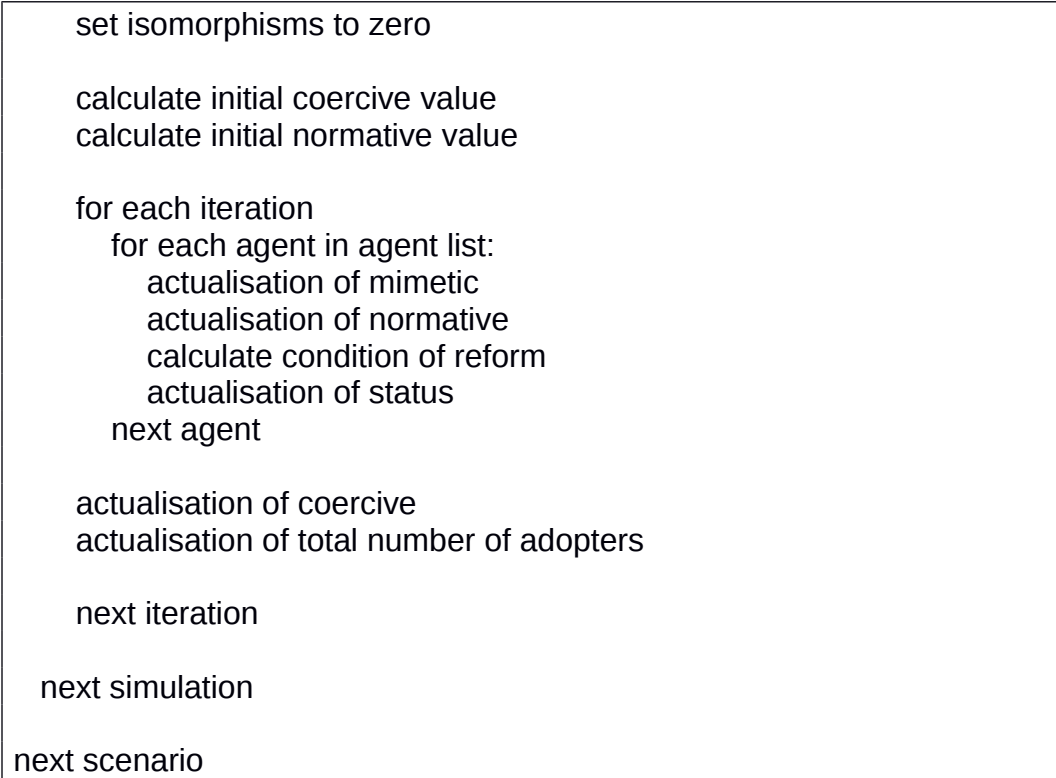 set isomorphisms to zero
calculate initial coercive value
calculate initial normative value
for each iteration
for each agent in agent list:
actualisation of mimetic
actualisation of normative
calculate condition of reform
actualisation of status
next agent
actualisation of coercive
actualisation of total number of adopters
next iteration
next simulation
next scenario